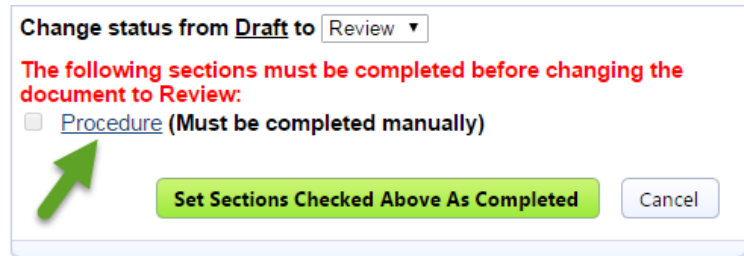 Change status from Draft to Review
The following sections must be completed before changing the
document to Review:
Procedure (Must be completed manually)
Set Sections Checked Above As Completed Cancel